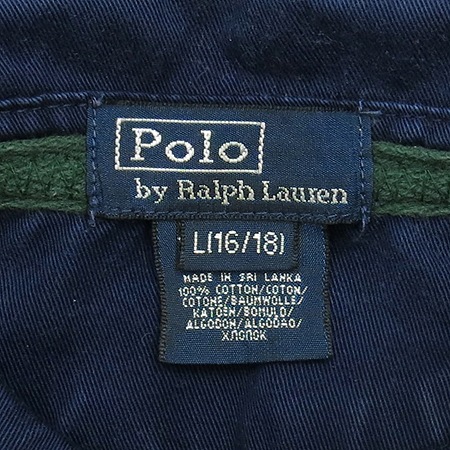 Polo
by Ralph Lauren
L(16/18)
MADE IN SRI LANKA
100% COTTON/COTON/
COTONE/BAUMWOLLE/
KATOEN/BOMULD/
ALGODON/ALGODAO/
ХЛОПОК